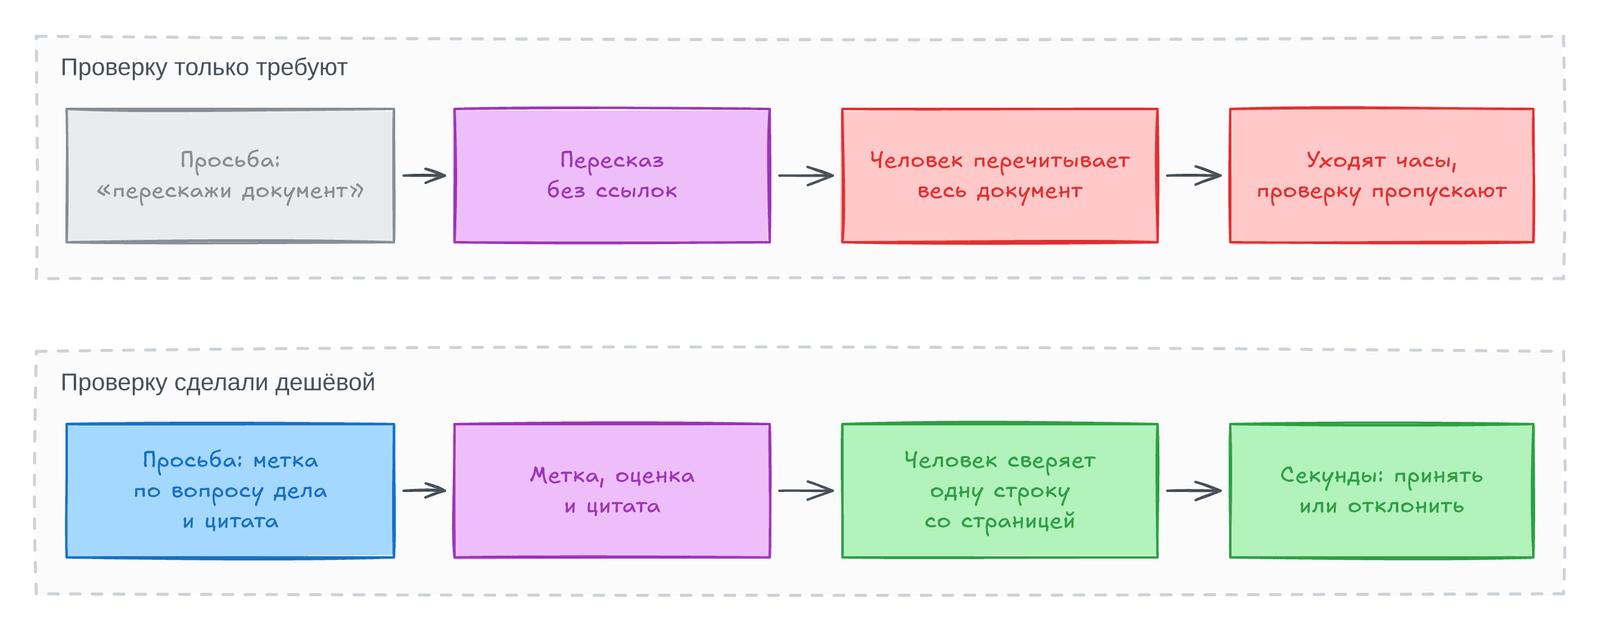 Проверку только требуют
Просьба:
«перескажи документ»
Пересказ
без ссылок
Человек перечитывает
весь документ
Уходят часы,
проверку пропускают
Проверку сделали дешёвой
Просьба: метка
по вопросу дела
и цитата
Метка, оценка
и цитата
Человек сверяет
одну строку
со страницей
Секунды: принять
или отклонить